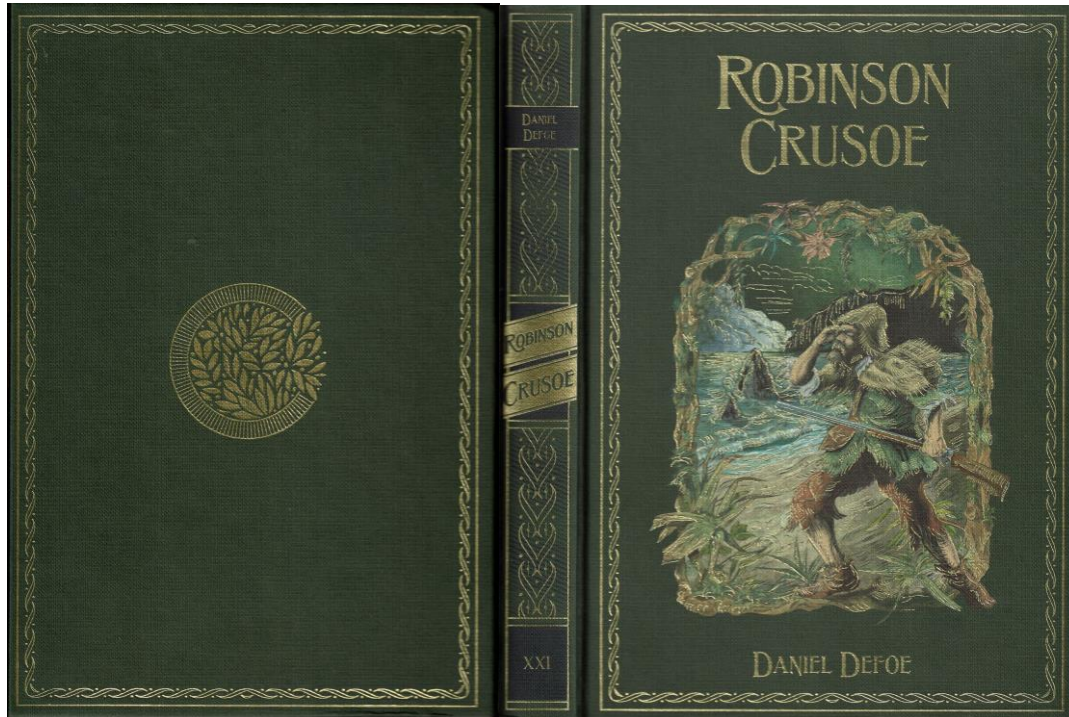 DANIEL
DEFOE
ROBINSON
CRUSOE
XXI
ROBINSON
CRUSOE
DANIEL DEFOE